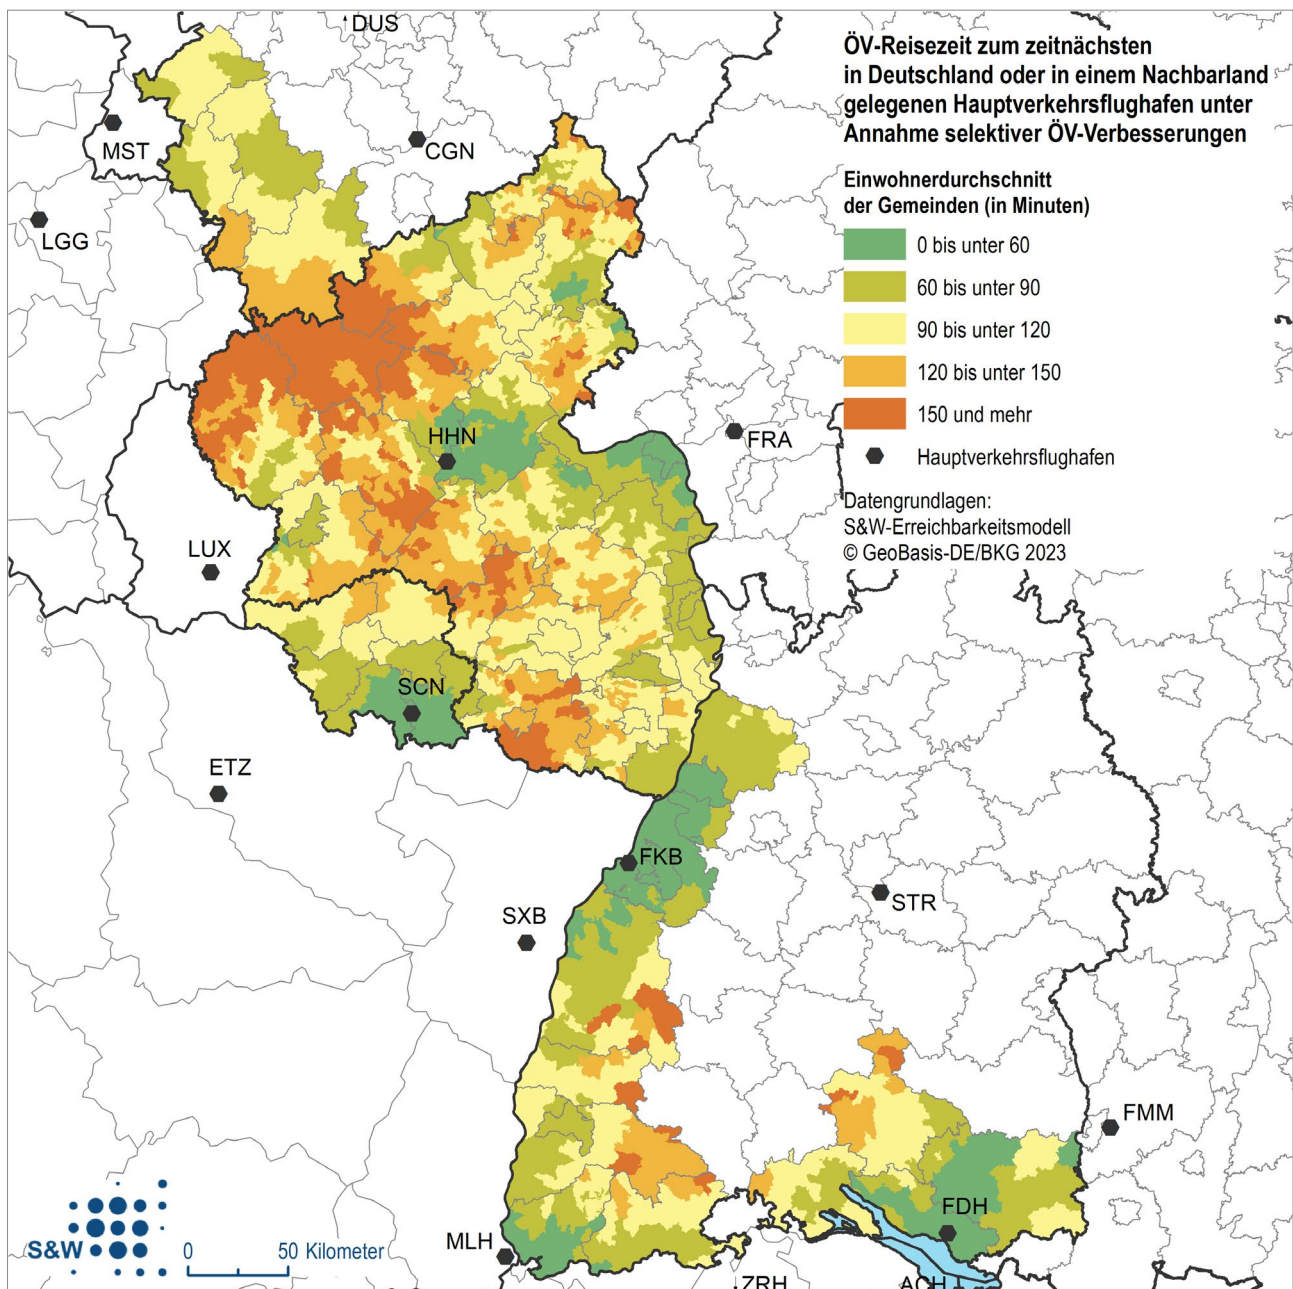 DUS
ÖV-Reisezeit zum zeitnächsten
in Deutschland oder in einem Nachbarland
gelegenen Hauptverkehrsflughafen unter
Annahme selektiver ÖV-Verbesserungen
MST
CGN
Einwohnerdurchschnitt
der Gemeinden (in Minuten)
LGG
0 bis unter 60
60 bis unter 90
90 bis unter 120
120 bis unter 150
150 und mehr
HHN
FRA
Hauptverkehrsflughafen
Datengrundlagen:
S&W-Erreichbarkeitsmodell
© GeoBasis-DE/BKG 2023
LUX
SCN
ETZ
FKB
STR
SXB
FMM
FDH
MLH
S&W
0 50 Kilometer
ZRH
ACH